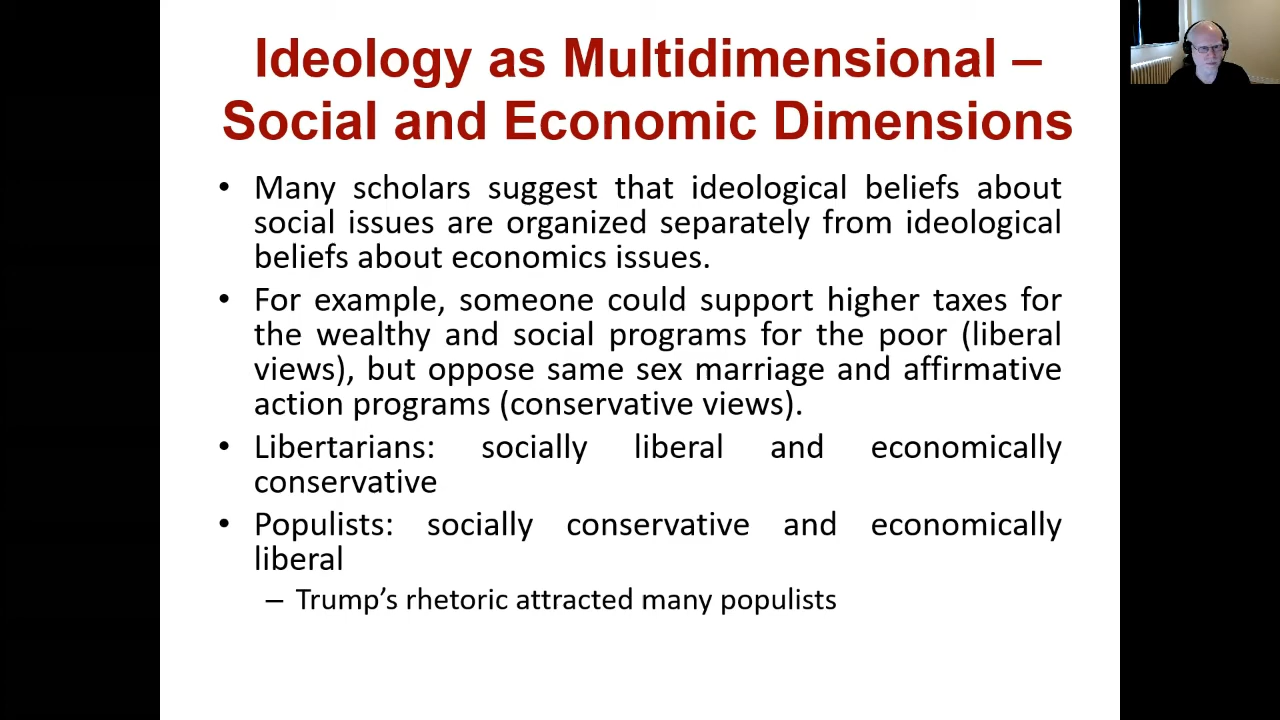 Ideology as Multidimensional –
Social and Economic Dimensions
• Many scholars suggest that ideological beliefs about
social issues are organized separately from ideological
beliefs about economics issues.
• For example, someone could support higher taxes for
the wealthy and social programs for the poor (liberal
views), but oppose same sex marriage and affirmative
action programs (conservative views).
• Libertarians: socially liberal and economically
conservative
• Populists: socially conservative and economically
liberal
– Trump’s rhetoric attracted many populists